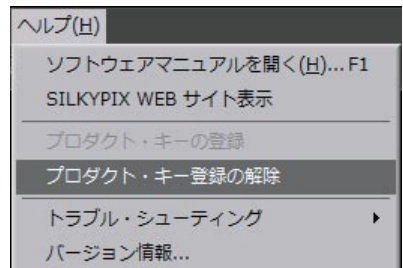 ヘルプ(H)
ソフトウェアマニュアルを開く(H)... F1
SILKYPIX WEB サイト表示
プロダクト・キーの登録
プロダクト・キー登録の解除
トラブル・シューティング
バージョン情報...